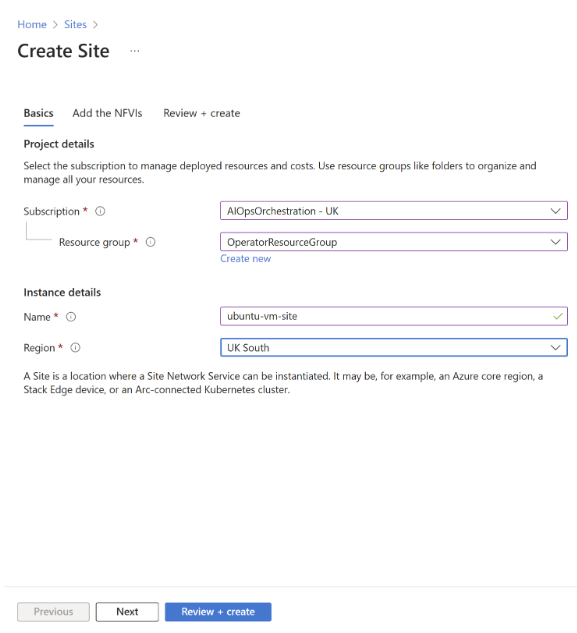 Home > Sites >
Create Site ...
Basics Add the NFVIs Review + create
Project details
Select the subscription to manage deployed resources and costs. Use resource groups like folders to organize and
manage all your resources.
Subscription * AIOpsOrchestration - UK
Resource group * OperatorResourceGroup
Create new
Instance details
Name * ubuntu-vm-site
Region * UK South
A Site is a location where a Site Network Service can be instantiated. It may be, for example, an Azure core region, a
Stack Edge device, or an Arc-connected Kubernetes cluster.
Previous Next Review + create